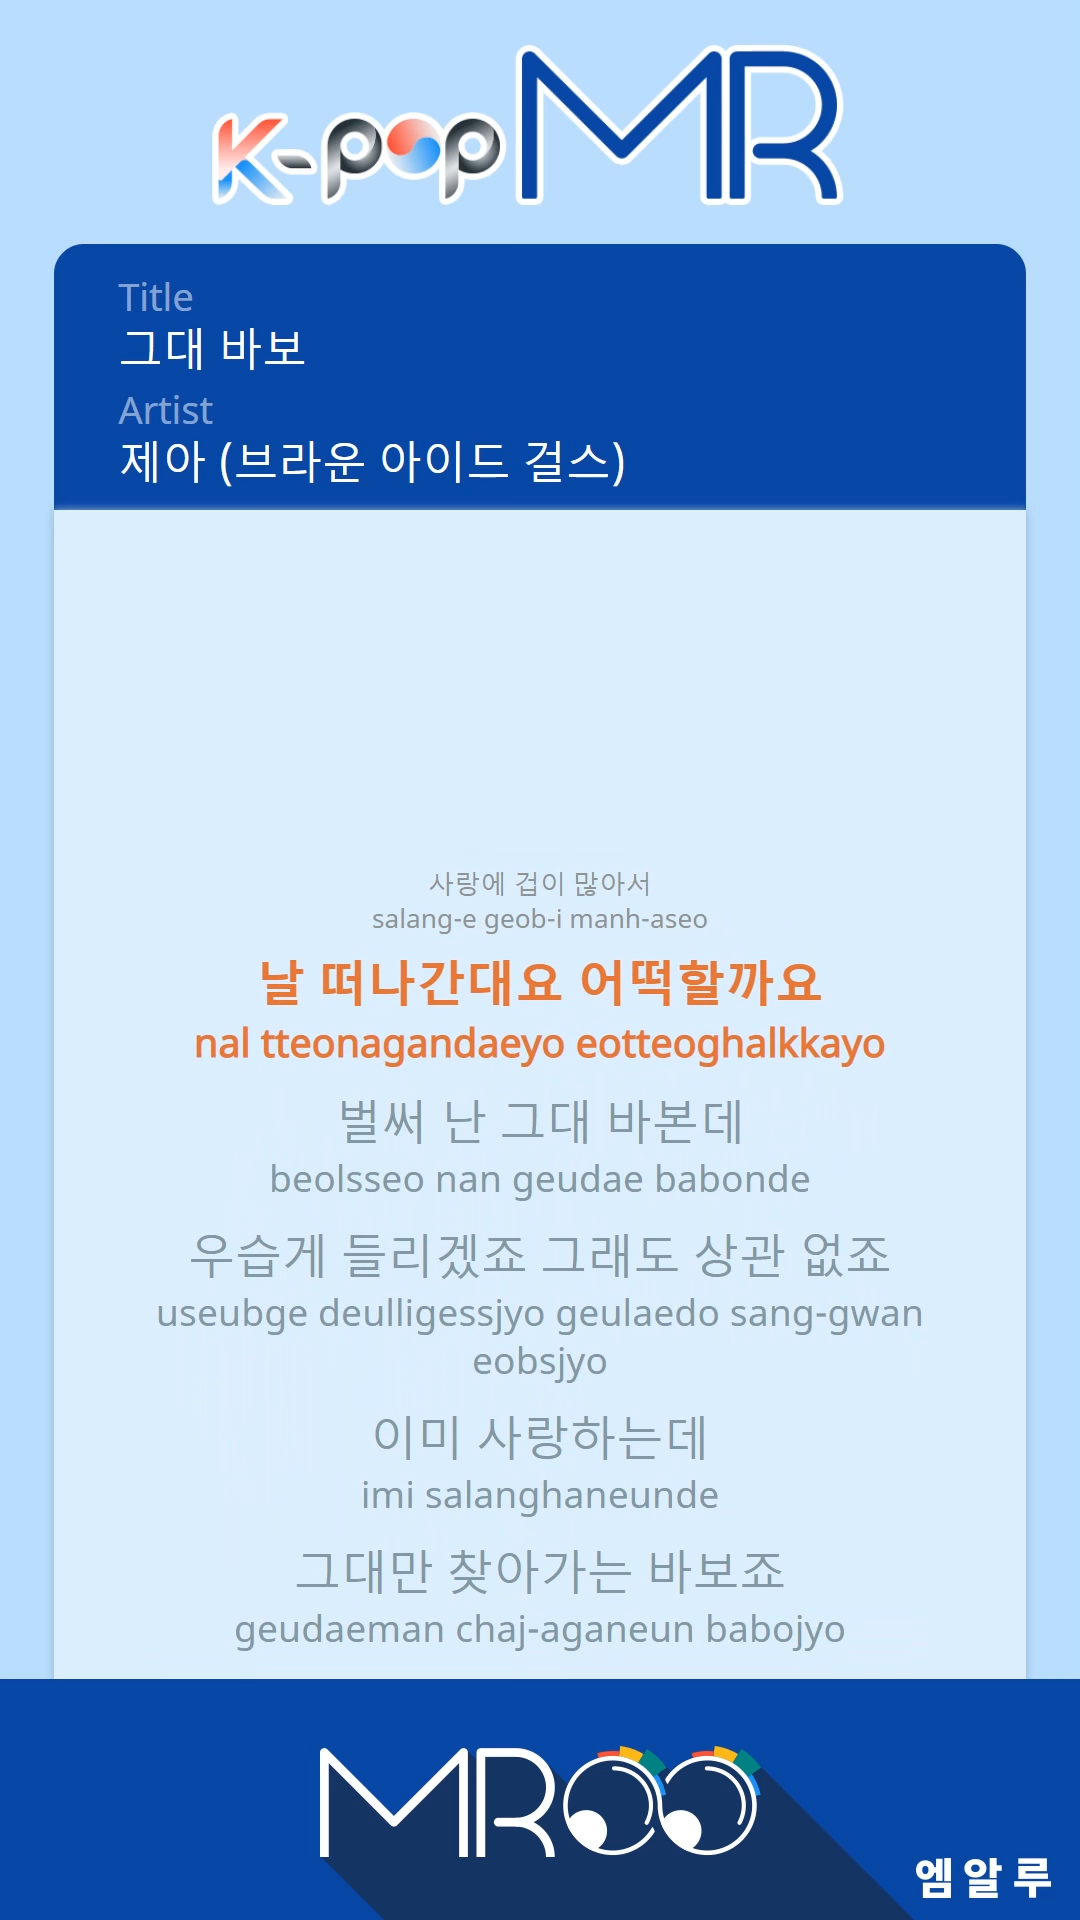 K-pop MR
Title
그대 바보
Artist
제아 (브라운 아이드 걸스)
사랑에 겁이 많아서
salang-e geob-i manh-aseo
날 떠나간대요 어떡할까요
nal tteonagandaeyo eotteoghalkkayo
벌써 난 그대 바본데
beolsseo nan geudae babonde
우습게 들리겠죠 그래도 상관 없죠
useubge deulligessjyo geulaedo sang-gwan
eobsjyo
이미 사랑하는데
imi salanghaneunde
그대만 찾아가는 바보죠
geudaeman chaj-aganeun babojyo
MROO
엠알루